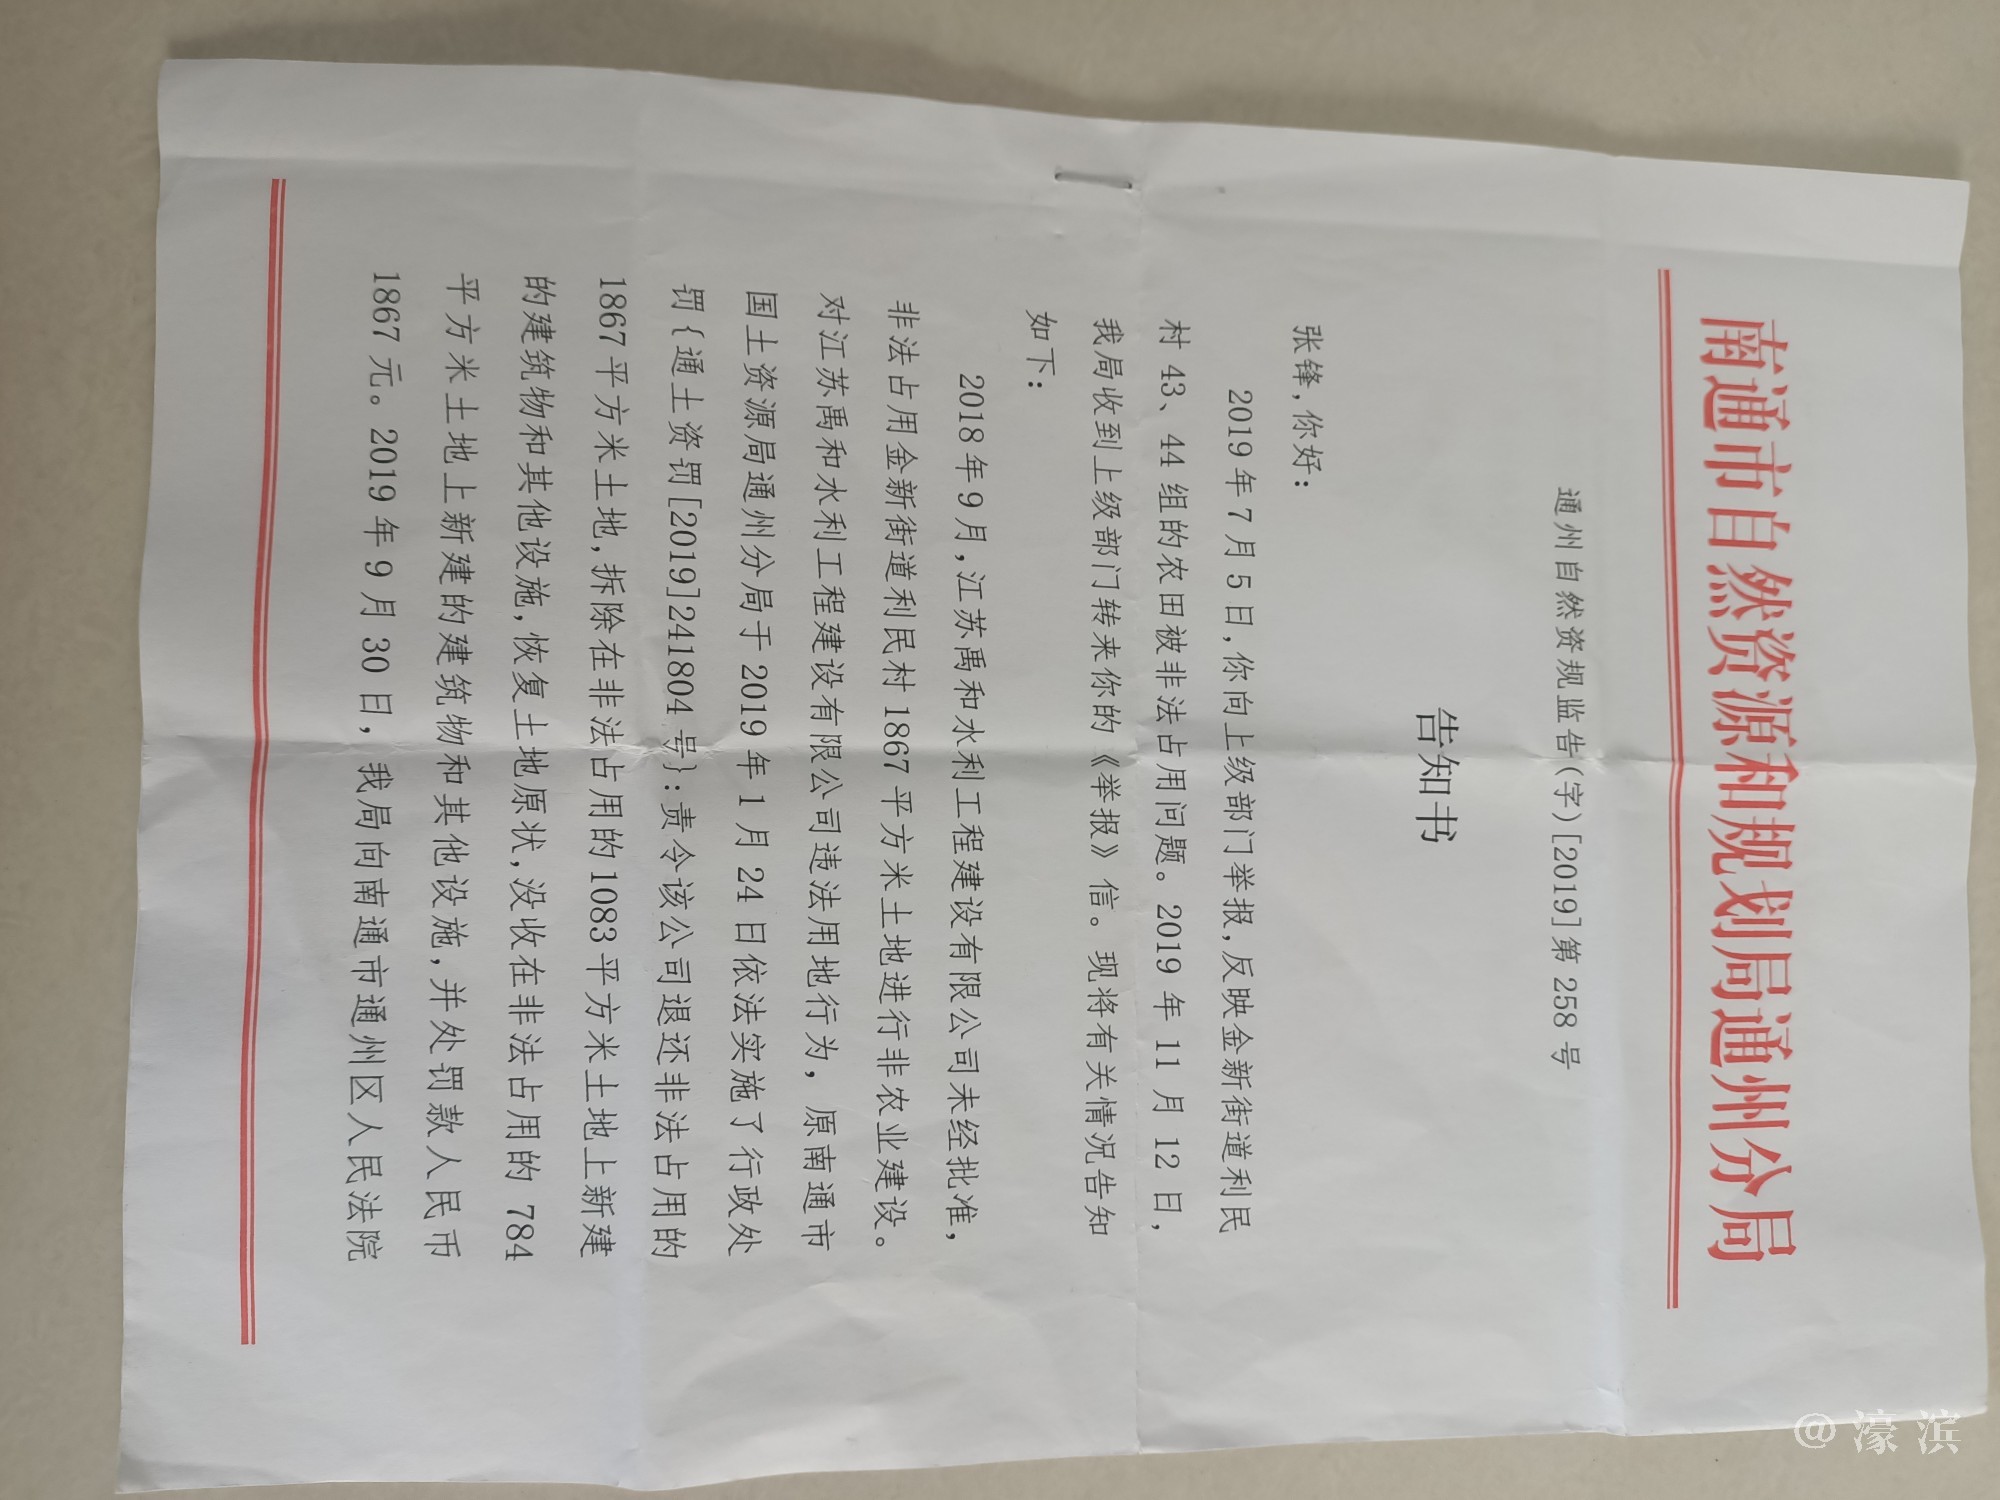 南通市自然资源和规划局通州分局
通州自然资规监告(字)[2019]第258号
告知书
张锋,你好:
2019年7月5日,你向上级部门举报,反映金新街道利民
村43、44组的农田被非法占用问题。2019年11月12日,
我局收到上级部门转来你的《举报》信。现将有关情况告知
如下:
2018年9月,江苏禹和水利工程建设有限公司未经批准,
非法占用金新街道利民村1867平方米土地进行非农业建设。
对江苏禹和水利工程建设有限公司违法用地行为，原南通市
国土资源局通州分局于2019年1月24日依法实施了行政处
罚{通土资罚[2019]241804号}:责令该公司退还非法占用的
1867平方米土地,拆除在非法占用的1083平方米土地上新建
的建筑物和其他设施,恢复土地原状,没收在非法占用的784
平方米土地上新建的建筑物和其他设施,并处罚款人民币
1867元。2019年9月30日，我局向南通市通州区人民法院
@濠滨